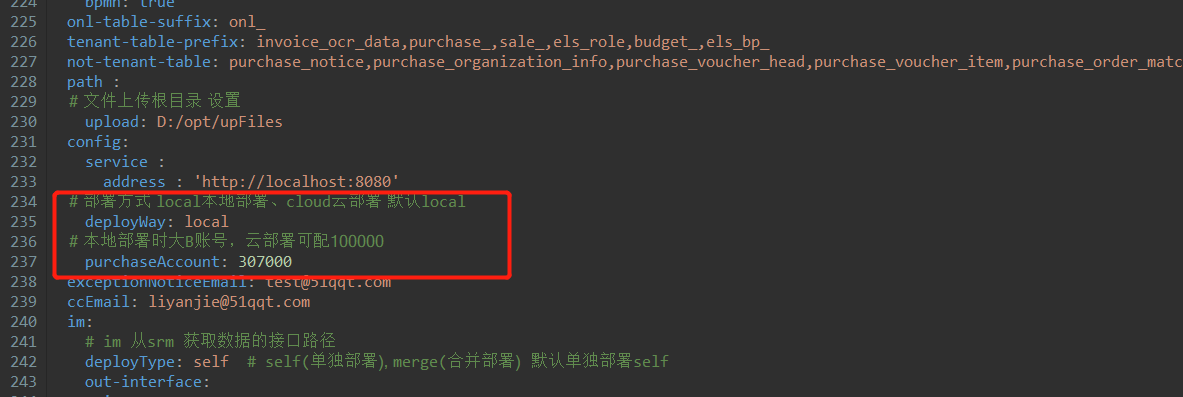 224 bpmn: true
225 onl-table-suffix: onl_
226 tenant-table-prefix: invoice_ocr_data,purchase_,sale_,els_role,budget_,els_bp_
227 not-tenant-table: purchase_notice,purchase_organization_info,purchase_voucher_head,purchase_voucher_item,purchase_order_matc
228 path :
229 # 文件上传根目录 设置
230 upload: D:/opt/upFiles
231 config:
232 service :
233 address : 'http://localhost:8080'
234 # 部署方式 local本地部署、cloud云部署 默认local
235 deployWay: local
236 # 本地部署时大B账号，云部署可配100000
237 purchaseAccount: 307000
238 exceptionNoticeEmail: test@51qqt.com
239 ccEmail: liyanjie@51qqt.com
240 im:
241 # im 从srm 获取数据的接口路径
242 deployType: self # self(单独部署),merge(合并部署) 默认单独部署self
243 out-interface: